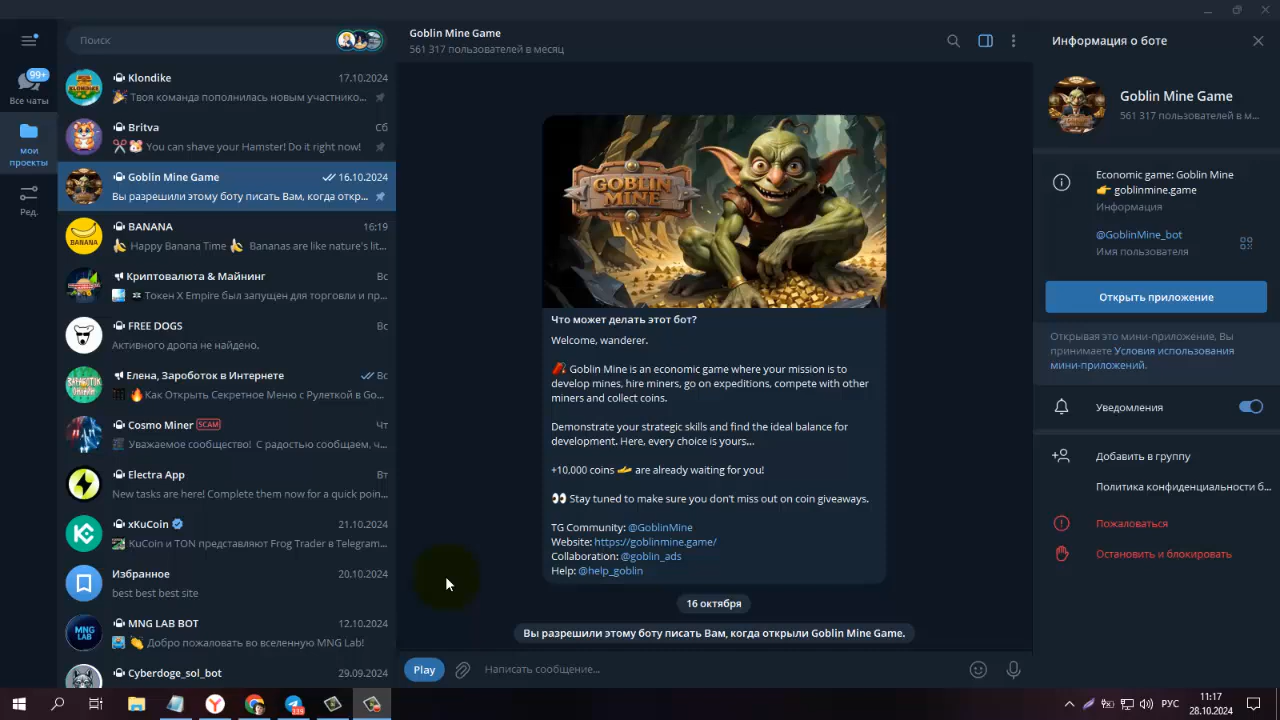 Поиск
99+
Все чаты
мои
проекты
Ред.
Klondike
17.10.2024
Твоя команда пополнилась новым участнико...
Britva
Сб
You can shave your Hamster! Do it right now!
Goblin Mine Game
16.10.2024
Вы разрешили этому боту писать Вам, когда откр...
BANANA
16:19
Happy Banana Time Bananas are like nature's lit...
BANANA
Криптовалюта & Майнинг
Вс
Токен X Empire был запущен для торговли и пр...
FREE DOGS
Вс
Активного дропа не найдено.
Елена, Зароботок в Интернете
Вс
🔥Как Открыть Секретное Меню с Рулеткой в Go...
Cosmo Miner SCAM
Чт
Уважаемое сообщество! С радостью сообщаем, ч...
Electra App
Вт
New tasks are here! Complete them now for a quick poin...
xKuCoin
21.10.2024
KuCoin и TON представляют Frog Trader в Telegram...
Избранное
20.10.2024
best best best site
MNG LAB BOT
12.10.2024
Добро пожаловать во вселенную MNG Lab!
MNG
LAB
Cyberdoge_sol_bot
29.09.2024
Goblin Mine Game
561 317 пользователей в месяц
GOBLIN
MINE
Что может делать этот бот?
Welcome, wanderer.
Goblin Mine is an economic game where your mission is to
develop mines, hire miners, go on expeditions, compete with other
miners and collect coins.
Demonstrate your strategic skills and find the ideal balance for
development. Here, every choice is yours...
+10,000 coins are already waiting for you!
👀 Stay tuned to make sure you don't miss out on coin giveaways.
TG Community: @GoblinMine
Website: https://goblinmine.game/
Collaboration: @goblin_ads
Help: @help_goblin
16 октября
Вы разрешили этому боту писать Вам, когда открыли Goblin Mine Game.
Play
Написать сообщение...
Информация о боте
Goblin Mine Game
561 317 пользователей в м...
Economic game: Goblin Mine
👉 goblinmine.game
Информация
@GoblinMine_bot
Имя пользователя
Открыть приложение
Открывая это мини-приложение, Вы
принимаете Условия использования
мини-приложений.
Уведомления
Добавить в группу
Политика конфиденциальности б...
Пожаловаться
Остановить и блокировать
РУС
11:17
28.10.2024